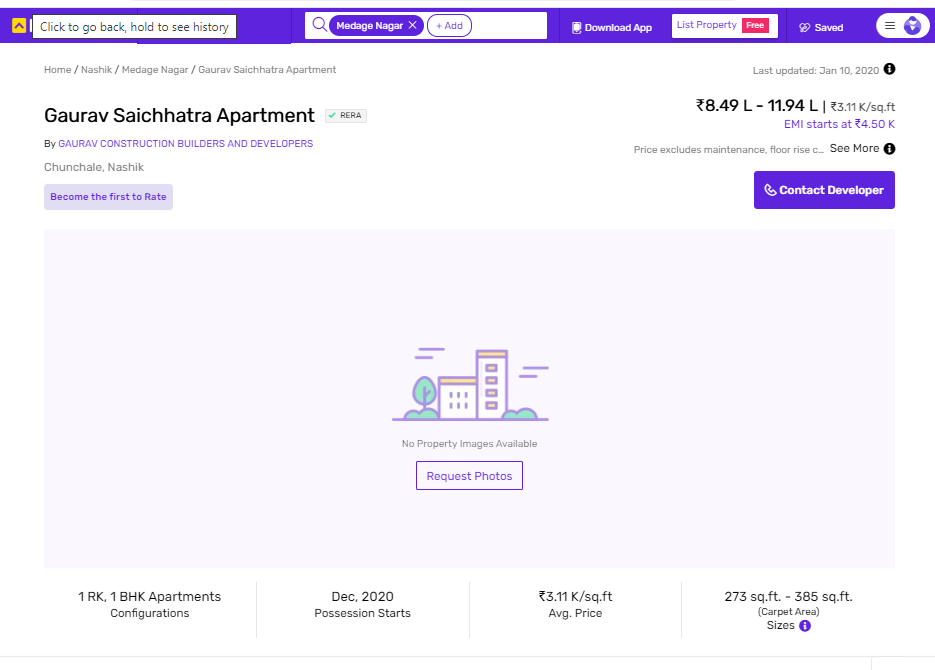 Click to go back, hold to see history
Medage Nagar
+ Add
Download App
List Property Free
Saved
Home / Nashik / Medage Nagar / Gaurav Saichhatra Apartment
Last updated: Jan 10, 2020
Gaurav Saichhatra Apartment
RERA
₹8.49 L - 11.94 L | ₹3.11 K/sq.ft
EMI starts at ₹4.50 K
By GAURAV CONSTRUCTION BUILDERS AND DEVELOPERS
Price excludes maintenance, floor rise c... See More
Chunchale, Nashik
Become the first to Rate
Contact Developer
No Property Images Available
Request Photos
1 RK, 1 BHK Apartments
Configurations
Dec, 2020
Possession Starts
₹3.11 K/sq.ft
Avg. Price
273 sq.ft. - 385 sq.ft.
(Carpet Area)
Sizes